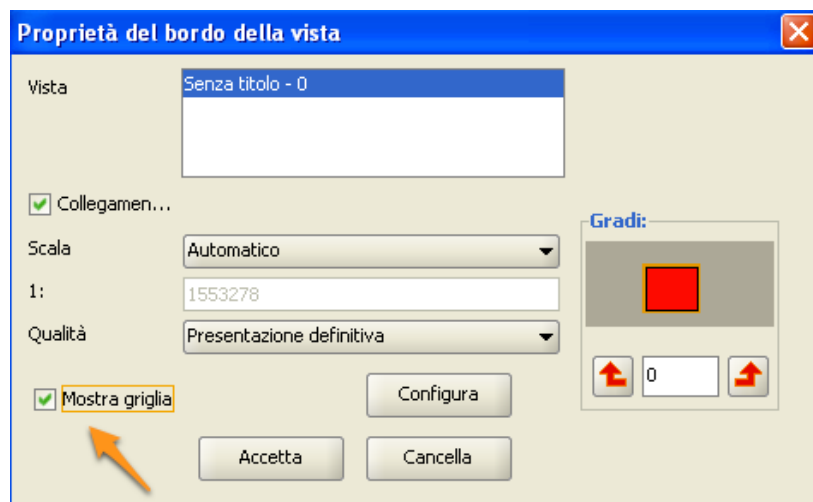 Proprietà del bordo della vista
Vista
Senza titolo - 0
Collegamen...
Gradi:
Scala
Automatico
1:
1553278
Qualità
Presentazione definitiva
0
Mostra griglia
Configura
Accetta
Cancella